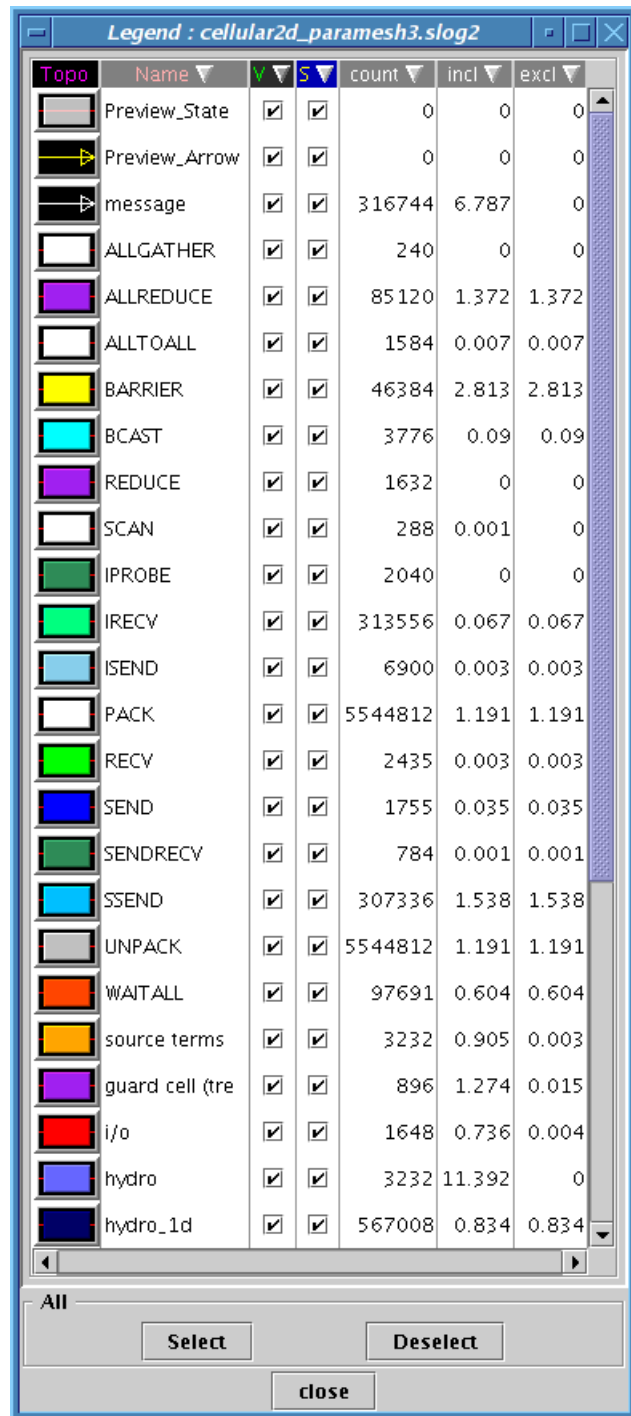 Legend : cellular2d_paramesh3.slog2
Topo Name V S count incl excl
Preview_State 0 0 0
Preview_Arrow 0 0 0
message 316744 6.787 0
ALLGATHER 240 0 0
ALLREDUCE 85120 1.372 1.372
ALLTOALL 1584 0.007 0.007
BARRIER 46384 2.813 2.813
BCAST 3776 0.09 0.09
REDUCE 1632 0 0
SCAN 288 0.001 0
IPROBE 2040 0 0
IRECV 313556 0.067 0.067
ISEND 6900 0.003 0.003
PACK 5544812 1.191 1.191
RECV 2435 0.003 0.003
SEND 1755 0.035 0.035
SENDRECV 784 0.001 0.001
SSEND 307336 1.538 1.538
UNPACK 5544812 1.191 1.191
WAITALL 97691 0.604 0.604
source terms 3232 0.905 0.003
guard cell (tre 896 1.274 0.015
i/o 1648 0.736 0.004
hydro 3232 11.392 0
hydro_1d 567008 0.834 0.834
All
Select Deselect
close